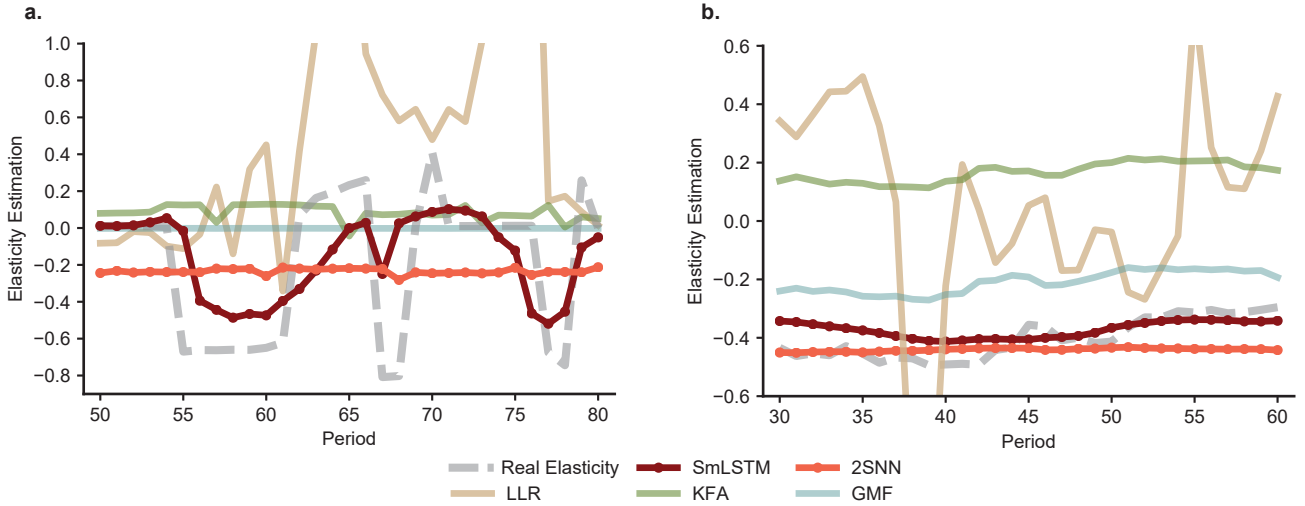 a.
b.
1.0
0.8
0.6
0.4
0.2
0.0
−0.2
−0.4
−0.6
−0.8
Elasticity Estimation
50 55 60 65 70 75 80
Period
0.6
0.4
0.2
0.0
−0.2
−0.4
−0.6
Elasticity Estimation
30 35 40 45 50 55 60
Period
Real Elasticity SmLSTM 2SNN
LLR KFA GMF